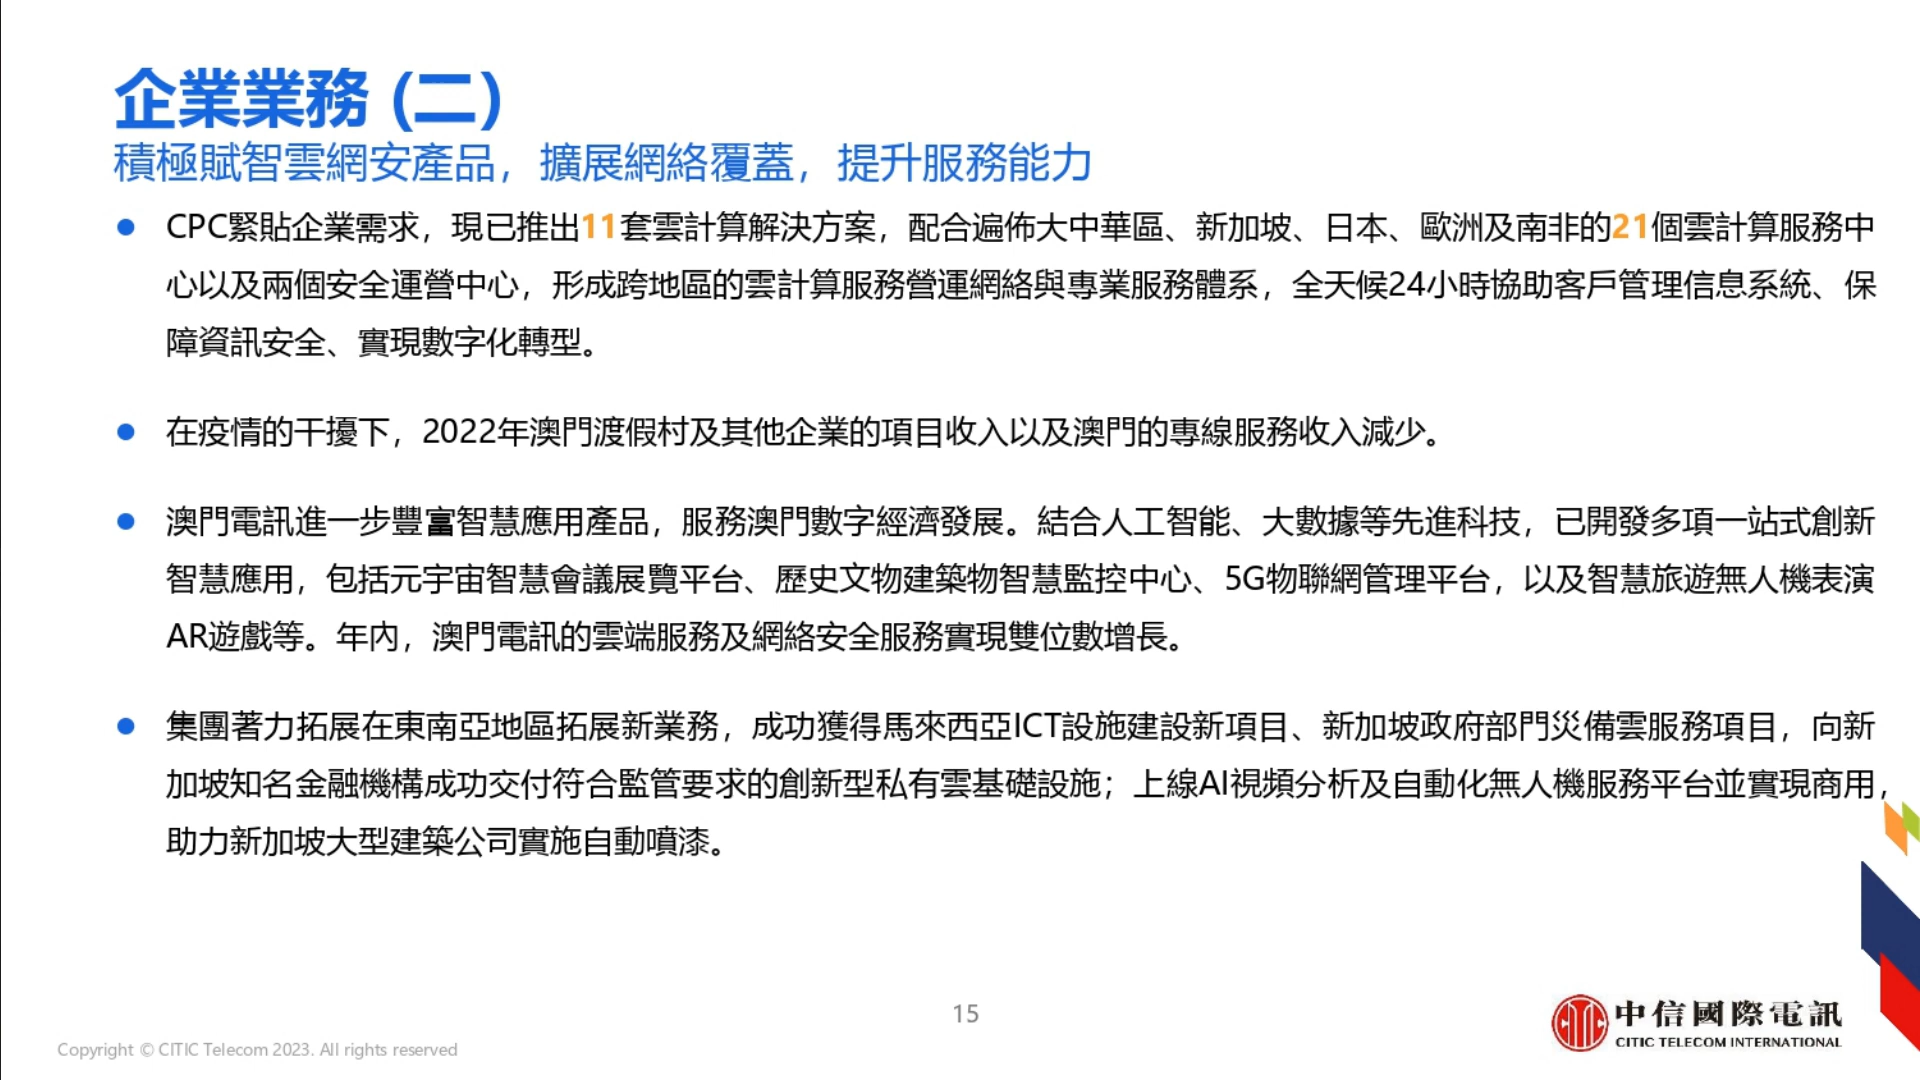 企業業務 (二)
積極賦智雲網安產品，擴展網絡覆蓋，提升服務能力
● CPC緊貼企業需求，現已推出11套雲計算解決方案，配合遍佈大中華區、新加坡、日本、歐洲及南非的21個雲計算服務中
心以及兩個安全運營中心，形成跨地區的雲計算服務營運網絡與專業服務體系，全天候24小時協助客戶管理信息系統、保
障資訊安全、實現數字化轉型。
● 在疫情的干擾下，2022年澳門渡假村及其他企業的項目收入以及澳門的專線服務收入減少。
● 澳門電訊進一步豐富智慧應用產品，服務澳門數字經濟發展。結合人工智能、大數據等先進科技，已開發多項一站式創新
智慧應用，包括元宇宙智慧會議展覽平台、歷史文物建築物智慧監控中心、5G物聯網管理平台，以及智慧旅遊無人機表演
AR遊戲等。年內，澳門電訊的雲端服務及網絡安全服務實現雙位數增長。
● 集團著力拓展在東南亞地區拓展新業務，成功獲得馬來西亞ICT設施建設新項目、新加坡政府部門災備雲服務項目，向新
加坡知名金融機構成功交付符合監管要求的創新型私有雲基礎設施；上線AI視頻分析及自動化無人機服務平台並實現商用，
助力新加坡大型建築公司實施自動噴漆。
15
中信國際電訊
CITIC TELECOM INTERNATIONAL
Copyright © CITIC Telecom 2023. All rights reserved